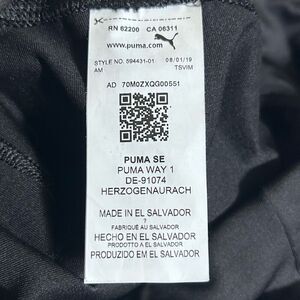 RN 62200 CA 06311
www.puma.com
STYLE NO. 594431-01 08/01/19
AM TSVIM
AD 70M0ZXQG00551
PUMA SE
PUMA WAY 1
DE-91074
HERZOGENAURACH
MADE IN EL SALVADOR
?
FABRIQUÉ AU SALVADOR
HECHO EN EL SALVADOR
PRODOTTO A EL SALVADOR
PRODUZIDO EM EL SALVADOR